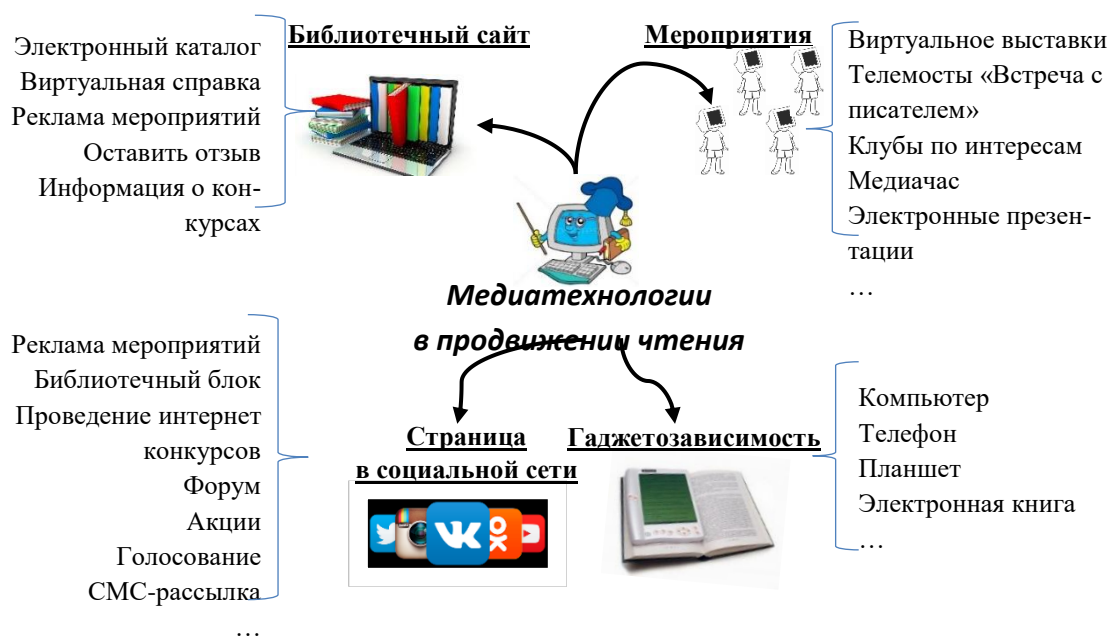 Библиотечный сайт
Электронный каталог
Виртуальная справка
Реклама мероприятий
Оставить отзыв
Информация о кон-
курсах
Мероприятия
Виртуальное выставки
Телемосты «Встреча с
писателем»
Клубы по интересам
Медиачас
Электронные презен-
тации
…
Медиатехнологии
в продвижении чтения
Реклама мероприятий
Библиотечный блок
Проведение интернет
конкурсов
Форум
Акции
Голосование
СМС-рассылка
…
Страница
в социальной сети
Гаджетозависимость
Компьютер
Телефон
Планшет
Электронная книга
…